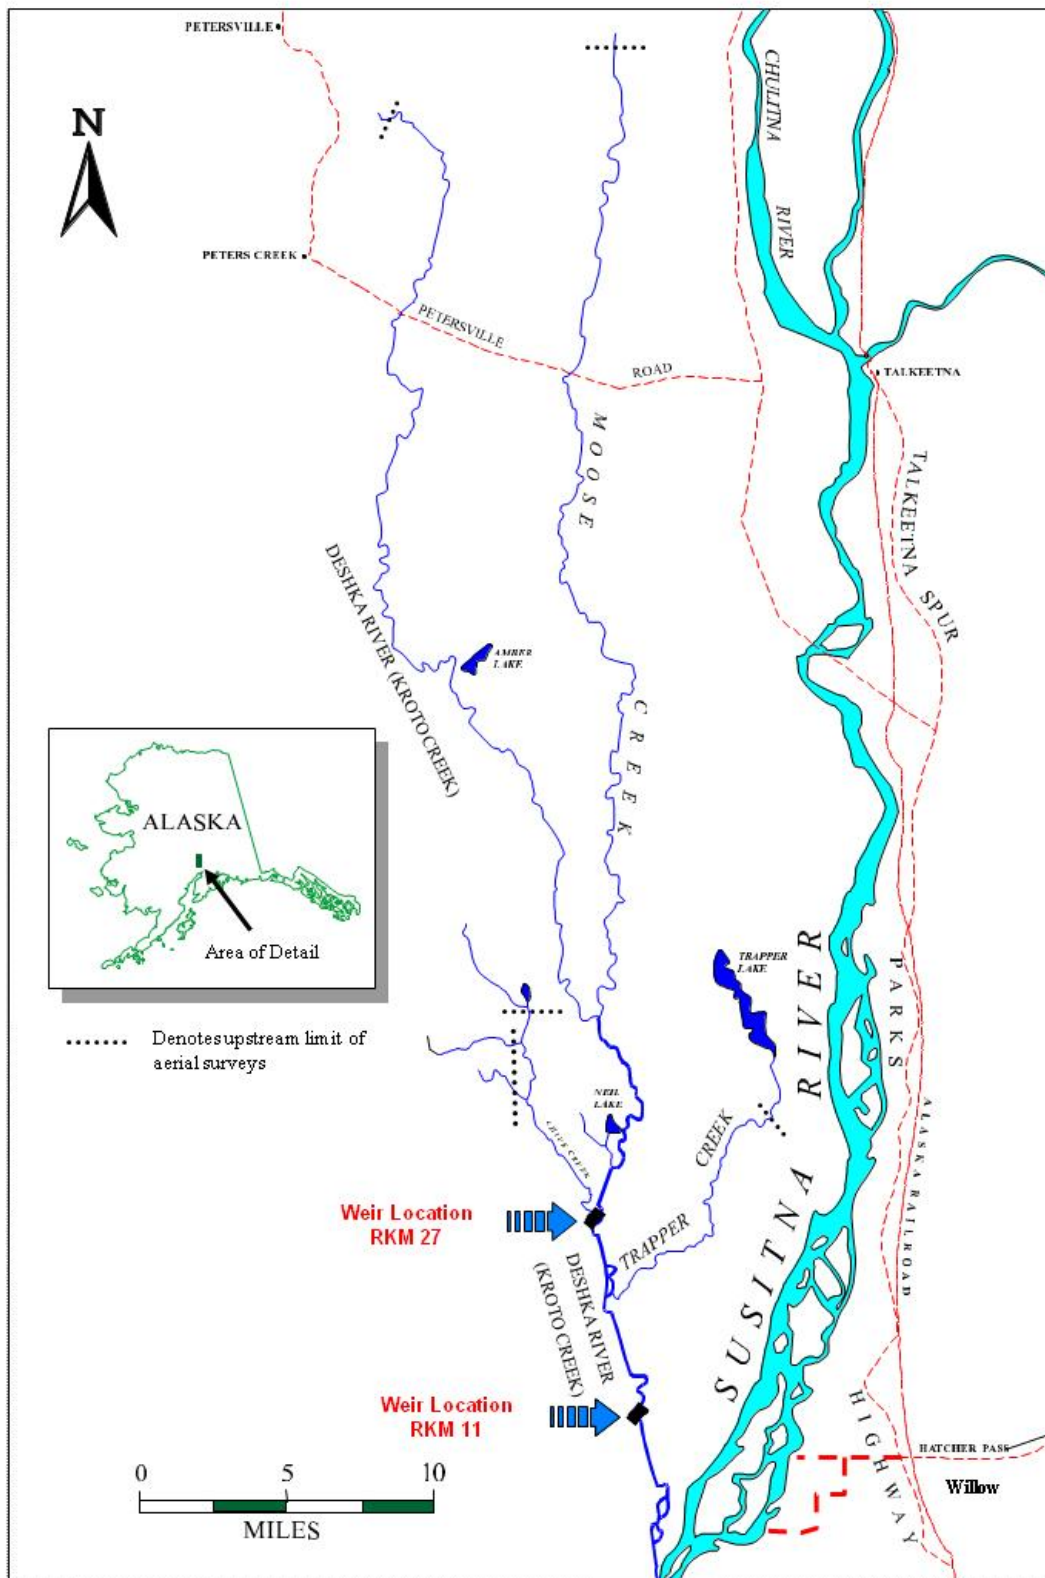 PETERSVILLE
CHULITNA
RIVER
N
PETERS CREEK
PETERSVILLE
ROAD
TALKEETNA
MOOSE
TALKEETNA
SPUR
DESHKA RIVER (KROTO CREEK)
AMBER
LAKE
CREEK
ALASKA
Area of Detail
TRAPPER
LAKE
RIVER
PARKS
Denotes upstream limit of
aerial surveys
NEIL
LAKE
CREEK
ALASKA RAILROAD
Weir Location
RKM 27
TRAPPER
SUSITNA
DESHKA RIVER
(KROTO CREEK)
Weir Location
RKM 11
HIGHWAY
HATCHER PASS
Willow
0 5 10
MILES